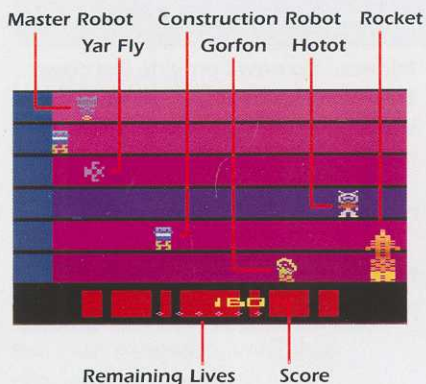 Master Robot Construction Robot Rocket
Yar Fly Gorfon Hotot
160
Remaining Lives Score